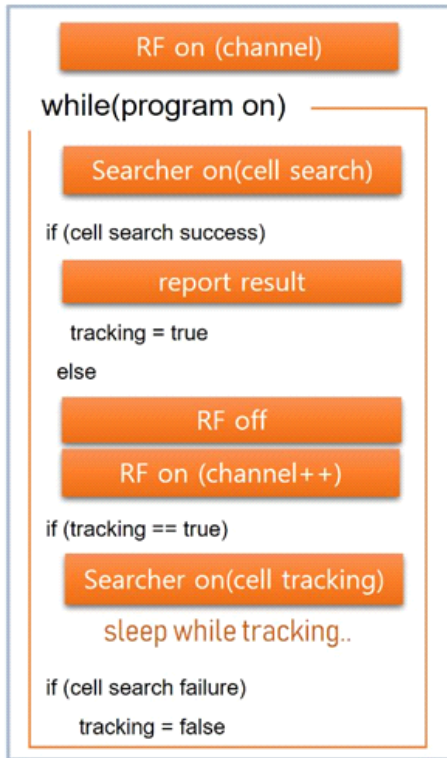 RF on (channel)
while(program on)
Searcher on(cell search)
if (cell search success)
report result
tracking = true
else
RF off
RF on (channel++)
if (tracking == true)
Searcher on(cell tracking)
sleep while tracking..
if (cell search failure)
tracking = false